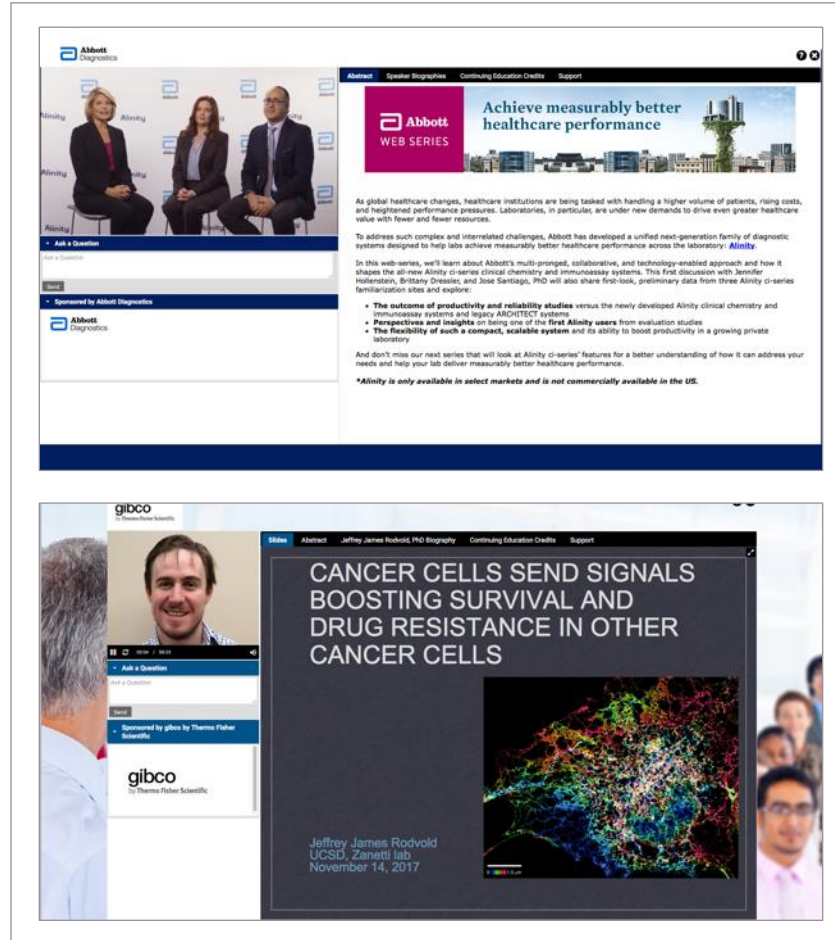 Abbott
Diagnostics
Alinity
Alinity
Alinity
Alinity
Ask a Question
Ask a Question
Send
Sponsored by Abbott Diagnostics
Abbott
Diagnostics
Abstract Speaker Biographies Continuing Education Credits Support
Abbott
WEB SERIES
Achieve measurably better
healthcare performance
As global healthcare changes, healthcare institutions are being tasked with handling a higher volume of patients, rising costs,
and heightened performance pressures. Laboratories, in particular, are under new demands to drive even greater healthcare
value with fewer and fewer resources.
To address such complex and interrelated challenges, Abbott has developed a unified next-generation family of diagnostic
systems designed to help labs achieve measurably better healthcare performance across the laboratory: Alinity.
In this web-series, we'll learn about Abbott's multi-pronged, collaborative, and technology-enabled approach and how it
shapes the all-new Alinity ci-series clinical chemistry and immunoassay systems. This first discussion with Jennifer
Hollenstein, Brittany Dressler, and Jose Santiago, PhD will also share first-look, preliminary data from three Alinity ci-series
familiarization sites and explore:
• The outcome of productivity and reliability studies versus the newly developed Alinity clinical chemistry and
immunoassay systems and legacy ARCHITECT systems
• Perspectives and insights on being one of the first Alinity users from evaluation studies
• The flexibility of such a compact, scalable system and its ability to boost productivity in a growing private
laboratory
And don't miss our next series that will look at Alinity ci-series' features for a better understanding of how it can address your
needs and help your lab deliver measurably better healthcare performance.
*Alinity is only available in select markets and is not commercially available in the US.
gibco
by Thermo Fisher Scientific
Ask a Question
Ask a Question
Send
Sponsored by gibco by Thermo Fisher
Scientific
gibco
by Thermo Fisher Scientific
Slides Abstract Jeffrey James Rodvold, PhD Biography Continuing Education Credits Support
CANCER CELLS SEND SIGNALS
BOOSTING SURVIVAL AND
DRUG RESISTANCE IN OTHER
CANCER CELLS
Jeffrey James Rodvold
UCSD, Zanetti lab
November 14, 2017